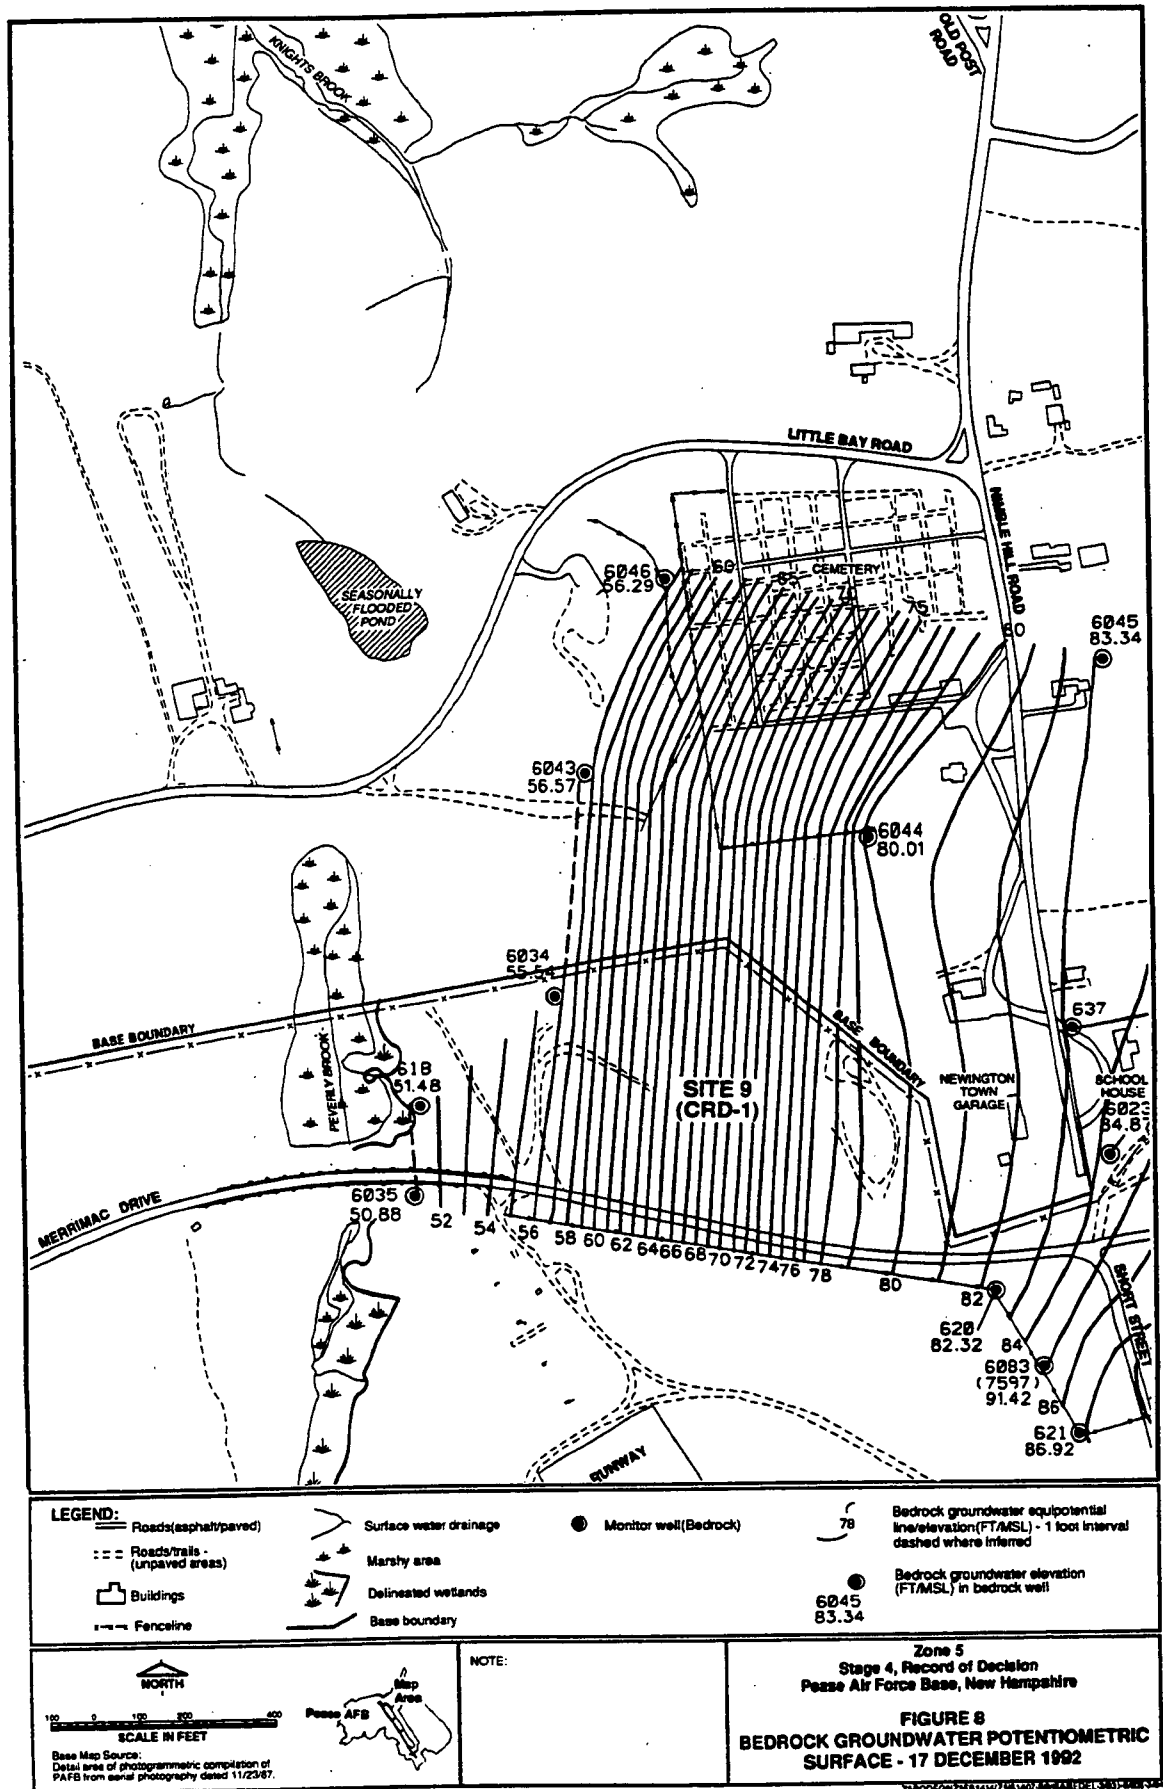 OLD POST
ROAD
KNIGHTS BROOK
LITTLE BAY ROAD
NIMBLE HILL ROAD
6046
56.29
60
65
CEMETERY
70
75
80
6045
83.34
SEASONALLY
FLOODED
POND
6043
56.57
6044
80.01
6034
55.54
BASE BOUNDARY
BASE BOUNDARY
PEVERLY BROOK
618
51.48
SITE 9
(CRD-1)
NEWINGTON
TOWN
GARAGE
637
SCHOOL
HOUSE
6023
84.87
MERRIMAC DRIVE
6035
50.88
52
54
56
58
60
62
64
66
68
70
72
74
76
78
80
82
SHORT STREET
620
82.32
84
6083
(7597)
91.42
86
621
86.92
RUNWAY
LEGEND:
Roads(asphalt/paved)
Roads/trails -
(unpaved areas)
Buildings
Fenceline
Surface water drainage
Marshy area
Delineated wetlands
Base boundary
Monitor well(Bedrock)
78
Bedrock groundwater equipotential
line/elevation(FT/MSL) - 1 foot interval
dashed where inferred
6045
83.34
Bedrock groundwater elevation
(FT/MSL) in bedrock well
NORTH
100 0 100 200 400
SCALE IN FEET
Base Map Source:
Detail area of photogrammetric compilation of
PAFB from aerial photography dated 11/23/87.
Pease AFB
Map
Area
NOTE:
Zone 5
Stage 4, Record of Decision
Pease Air Force Base, New Hampshire
FIGURE 8
BEDROCK GROUNDWATER POTENTIOMETRIC
SURFACE - 17 DECEMBER 1992